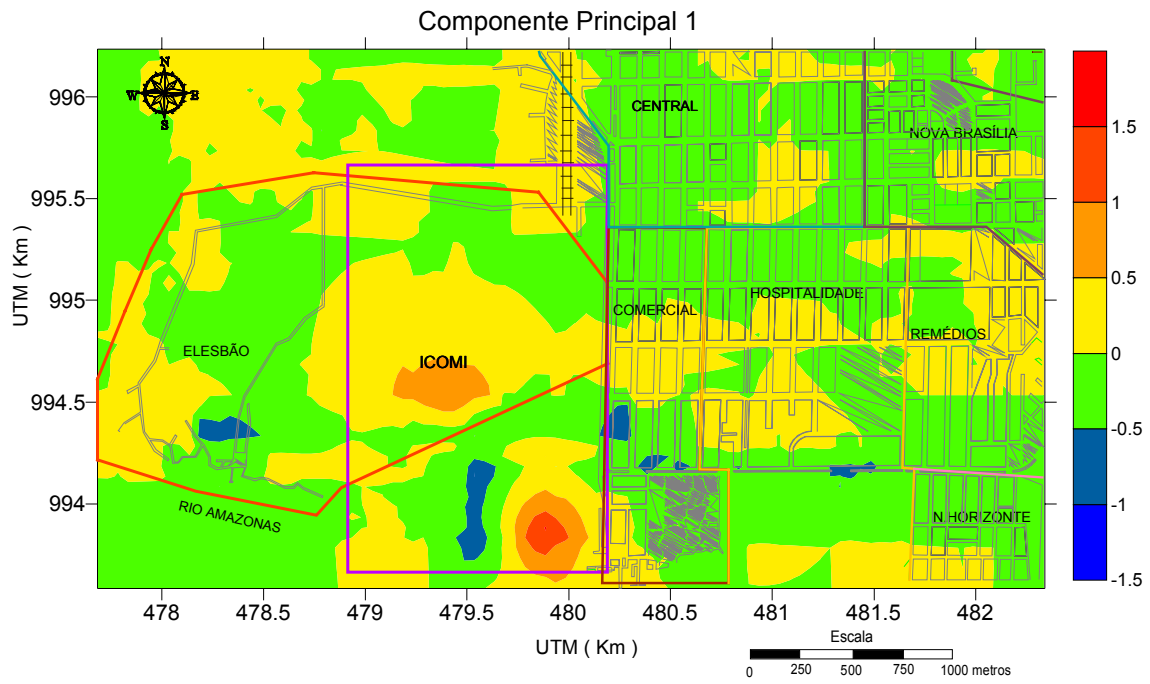 Componente Principal 1
UTM ( Km )
996
995.5
995
994.5
994
N
W
E
S
CENTRAL
NOVA BRASÍLIA
HOSPITALIDADE
COMERCIAL
REMÉDIOS
ELESBÃO
ICOMI
RIO AMAZONAS
N.HORIZONTE
1.5
1
0.5
0
-0.5
-1
-1.5
478
478.5
479
479.5
480
480.5
481
481.5
482
UTM ( Km )
Escala
0
250
500
750
1000 metros